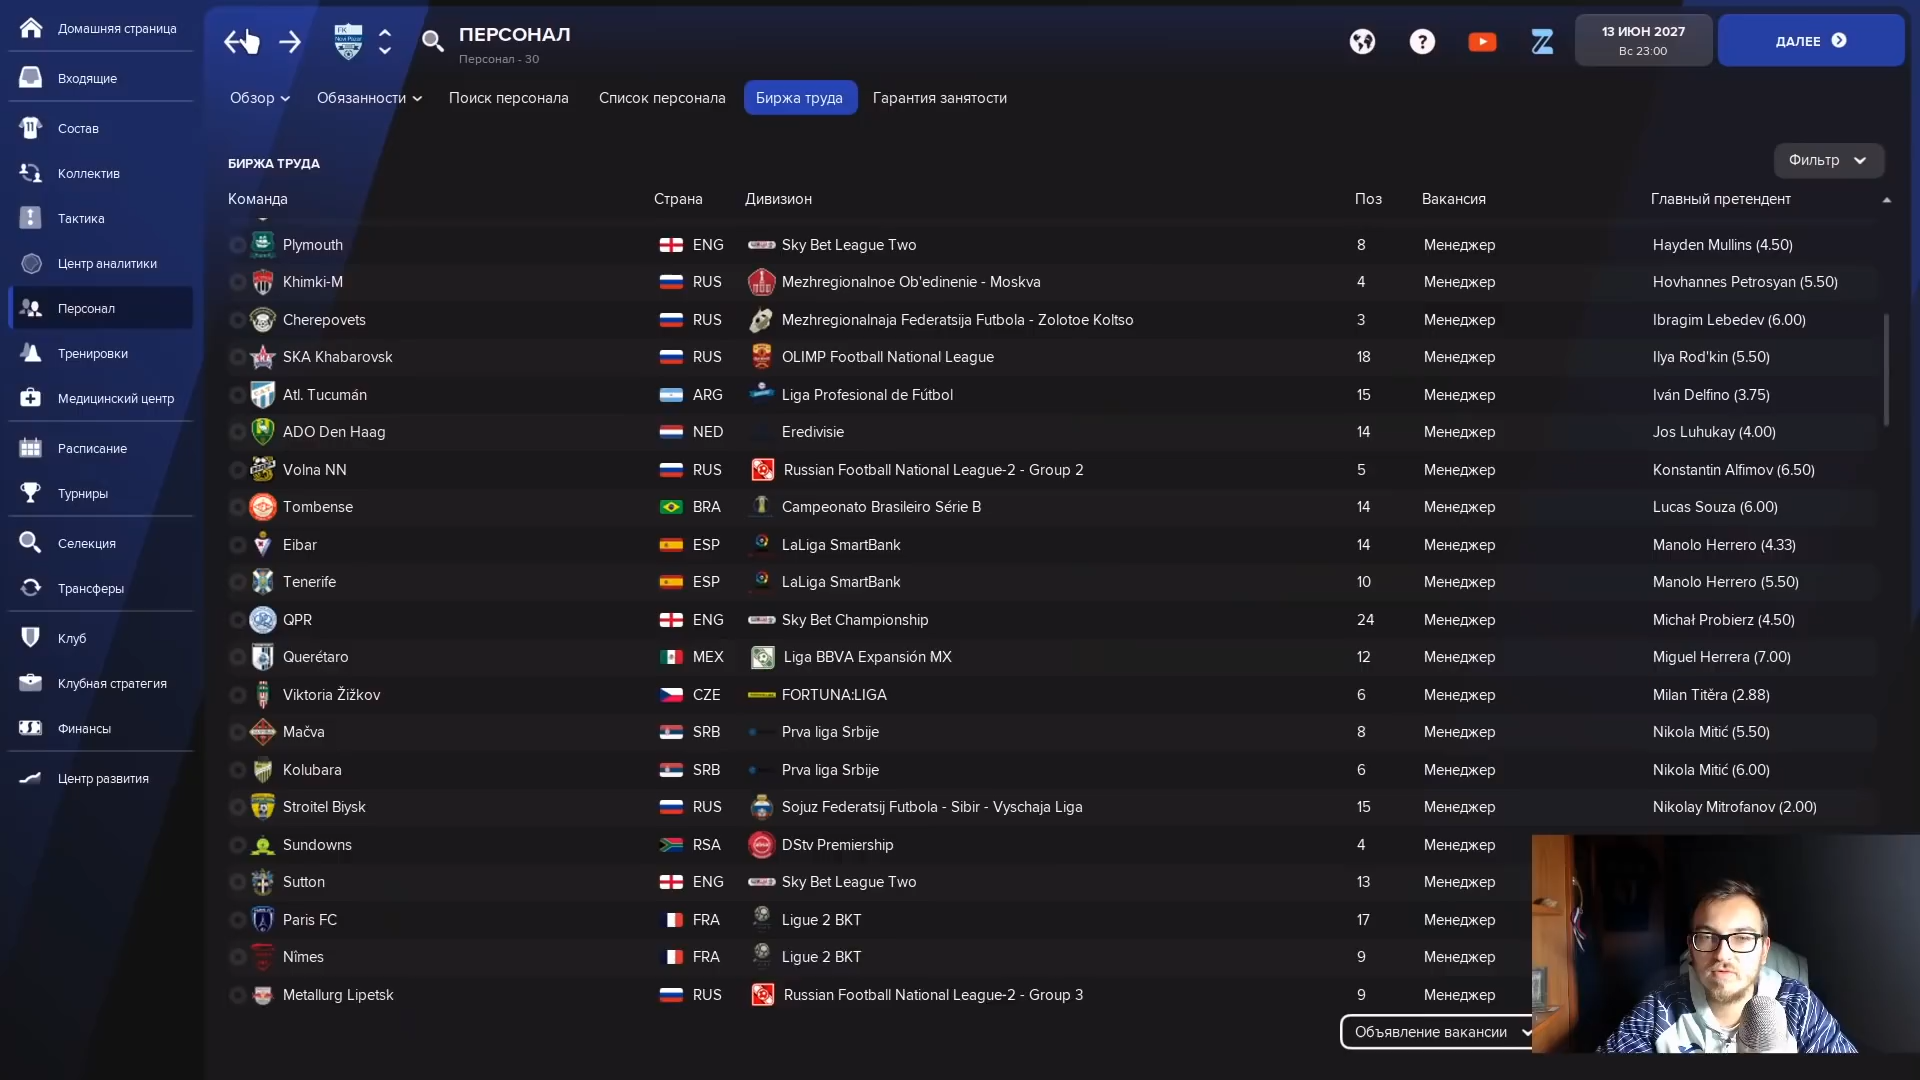 Домашняя страница
Входящие
Состав
Коллектив
Тактика
Центр аналитики
Персонал
Тренировки
Медицинский центр
Расписание
Турниры
Селекция
Трансферы
Клуб
Клубная стратегия
Финансы
Центр развития
ПЕРСОНАЛ
Персонал - 30
13 ИЮН 2027
Вс 23:00
ДАЛЕЕ
Обзор Обязанности Поиск персонала Список персонала Биржа труда Гарантия занятости
БИРЖА ТРУДА
Фильтр
Команда Страна Дивизион Поз Вакансия Главный претендент
Plymouth ENG Sky Bet League Two 8 Менеджер Hayden Mullins (4.50)
Khimki-M RUS Mezhregionalnoe Ob'edinenie - Moskva 4 Менеджер Hovhannes Petrosyan (5.50)
Cherepovets RUS Mezhregionalnaja Federatsija Futbola - Zolotoe Koltso 3 Менеджер Ibragim Lebedev (6.00)
SKA Khabarovsk RUS OLIMP Football National League 18 Менеджер Ilya Rod'kin (5.50)
Atl. Tucumán ARG Liga Profesional de Fútbol 15 Менеджер Iván Delfino (3.75)
ADO Den Haag NED Eredivisie 14 Менеджер Jos Luhukay (4.00)
Volna NN RUS Russian Football National League-2 - Group 2 5 Менеджер Konstantin Alfimov (6.50)
Tombense BRA Campeonato Brasileiro Série B 14 Менеджер Lucas Souza (6.00)
Eibar ESP LaLiga SmartBank 14 Менеджер Manolo Herrero (4.33)
Tenerife ESP LaLiga SmartBank 10 Менеджер Manolo Herrero (5.50)
QPR ENG Sky Bet Championship 24 Менеджер Michał Probierz (4.50)
Querétaro MEX Liga BBVA Expansión MX 12 Менеджер Miguel Herrera (7.00)
Viktoria Žižkov CZE FORTUNA:LIGA 6 Менеджер Milan Titěra (2.88)
Mačva SRB Prva liga Srbije 8 Менеджер Nikola Mitić (5.50)
Kolubara SRB Prva liga Srbije 6 Менеджер Nikola Mitić (6.00)
Stroitel Biysk RUS Sojuz Federatsij Futbola - Sibir - Vyschaja Liga 15 Менеджер Nikolay Mitrofanov (2.00)
Sundowns RSA DStv Premiership 4 Менеджер
Sutton ENG Sky Bet League Two 13 Менеджер
Paris FC FRA Ligue 2 BKT 17 Менеджер
Nîmes FRA Ligue 2 BKT 9 Менеджер
Metallurg Lipetsk RUS Russian Football National League-2 - Group 3 9 Менеджер
Объявление вакансии